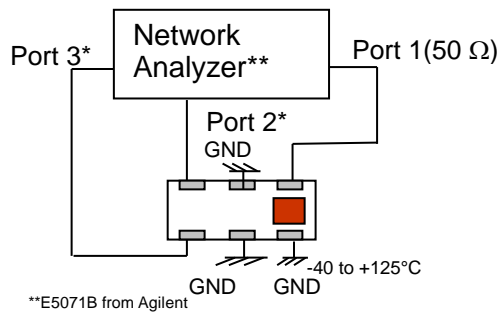 Network
Analyzer**
Port 3*
Port 1(50 Ω)
Port 2*
GND
-40 to +125°C
GND
GND
**E5071B from Agilent